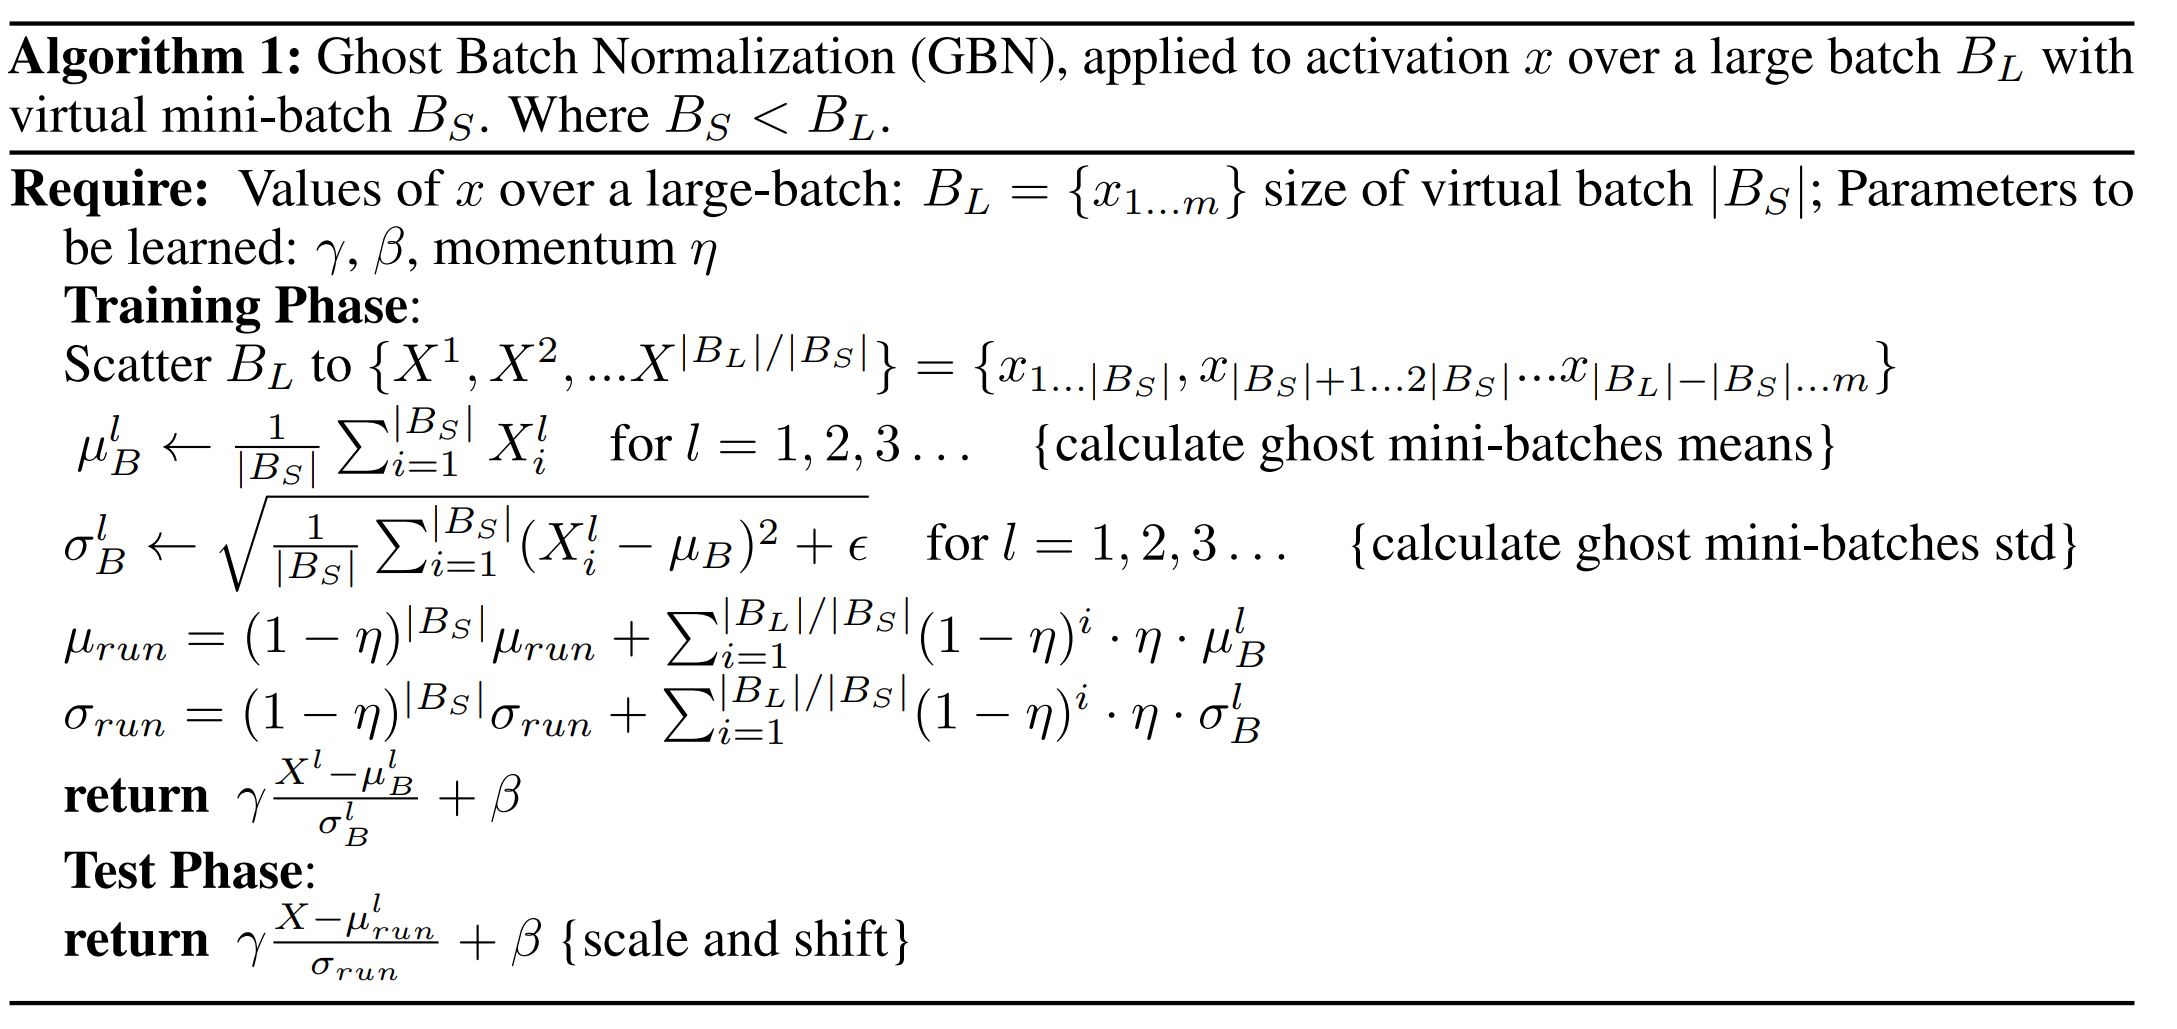 Algorithm 1: Ghost Batch Normalization (GBN), applied to activation $x$ over a large batch $B_L$ with
virtual mini-batch $B_S$. Where $B_S < B_L$.
Require: Values of $x$ over a large-batch: $B_L = \{x_{1...m}\}$ size of virtual batch $|B_S|$; Parameters to
be learned: $\gamma$, $\beta$, momentum $\eta$
Training Phase:
Scatter $B_L$ to $\{X^1, X^2, ...X^{|B_L|/|B_S|}\} = \{x_{1...|B_S|}, x_{|B_S|+1...2|B_S|}...x_{|B_L|-|B_S|...m}\}$
$\mu_B^l \leftarrow \frac{1}{|B_S|} \sum_{i=1}^{|B_S|} X_i^l$ for $l = 1, 2, 3 \dots$ {calculate ghost mini-batches means}
$\sigma_B^l \leftarrow \sqrt{\frac{1}{|B_S|} \sum_{i=1}^{|B_S|} (X_i^l - \mu_B)^2 + \epsilon}$ for $l = 1, 2, 3 \dots$ {calculate ghost mini-batches std}
$\mu_{run} = (1 - \eta)^{|B_S|} \mu_{run} + \sum_{i=1}^{|B_L|/|B_S|} (1 - \eta)^i \cdot \eta \cdot \mu_B^l$
$\sigma_{run} = (1 - \eta)^{|B_S|} \sigma_{run} + \sum_{i=1}^{|B_L|/|B_S|} (1 - \eta)^i \cdot \eta \cdot \sigma_B^l$
return $\gamma \frac{X^l - \mu_B^l}{\sigma_B^l} + \beta$
Test Phase:
return $\gamma \frac{X - \mu_{run}^l}{\sigma_{run}} + \beta$ {scale and shift}